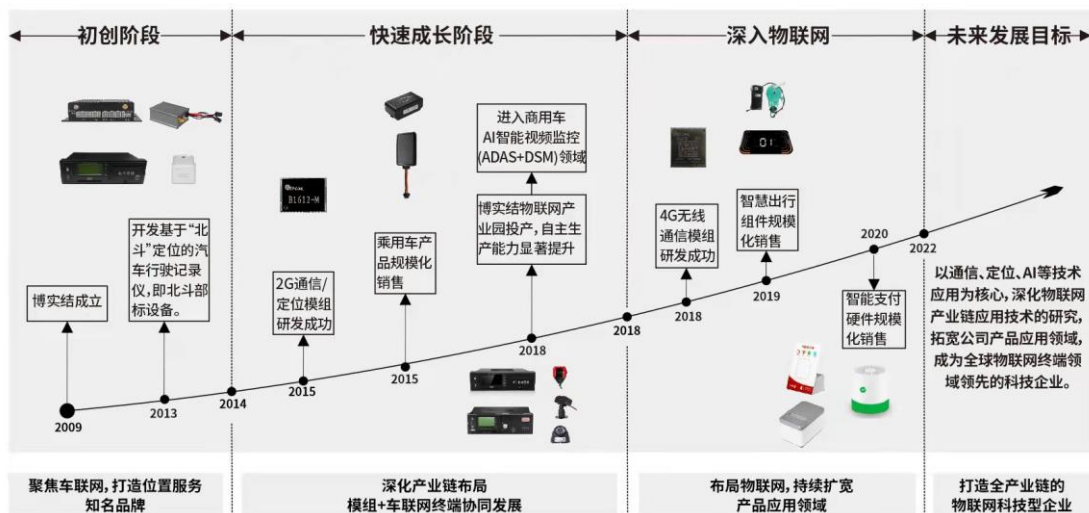 初创阶段
快速成长阶段
深入物联网
未来发展目标
博实结成立
开发基于“北
斗”定位的汽
车行驶记录
仪,即北斗部
标设备。
B1612-M
2G通信/
定位模组
研发成功
乘用车产
品规模化
销售
进入商用车
AI智能视频监控
(ADAS+DSM)领域
博实结物联网产
业园投产,自主生
产能力显著提升
4G无线
通信模组
研发成功
01
智慧出行
组件规模
化销售
智能支付
硬件规模
化销售
以通信、定位、AI等技术
应用为核心,深化物联网
产业链应用技术的研究,
拓宽公司产品应用领域,
成为全球物联网终端领
域领先的科技企业。
2009
2013
2014
2015
2015
2018
2018
2018
2019
2020
2022
聚焦车联网,打造位置服务
知名品牌
深化产业链布局
模组+车联网终端协同发展
布局物联网,持续扩宽
产品应用领域
打造全产业链的
物联网科技型企业